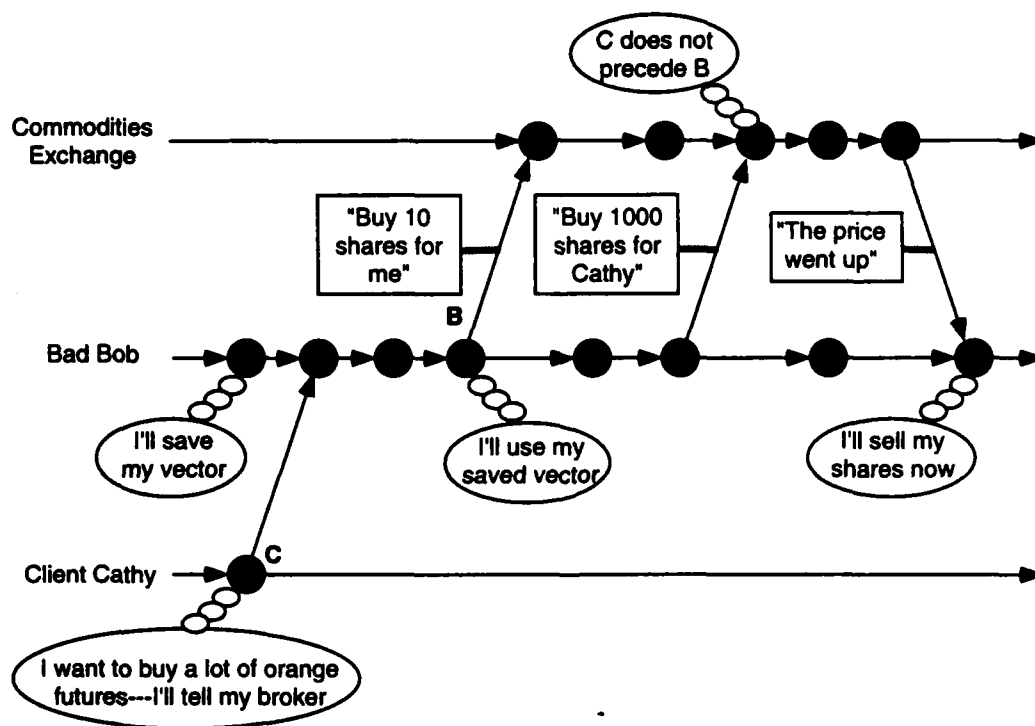 C does not
precede B
Commodities
Exchange
"Buy 10
shares for
me"
"Buy 1000
shares for
Cathy"
"The price
went up"
B
Bad Bob
I'll save
my vector
I'll use my
saved vector
I'll sell my
shares now
C
Client Cathy
I want to buy a lot of orange
futures---I'll tell my broker